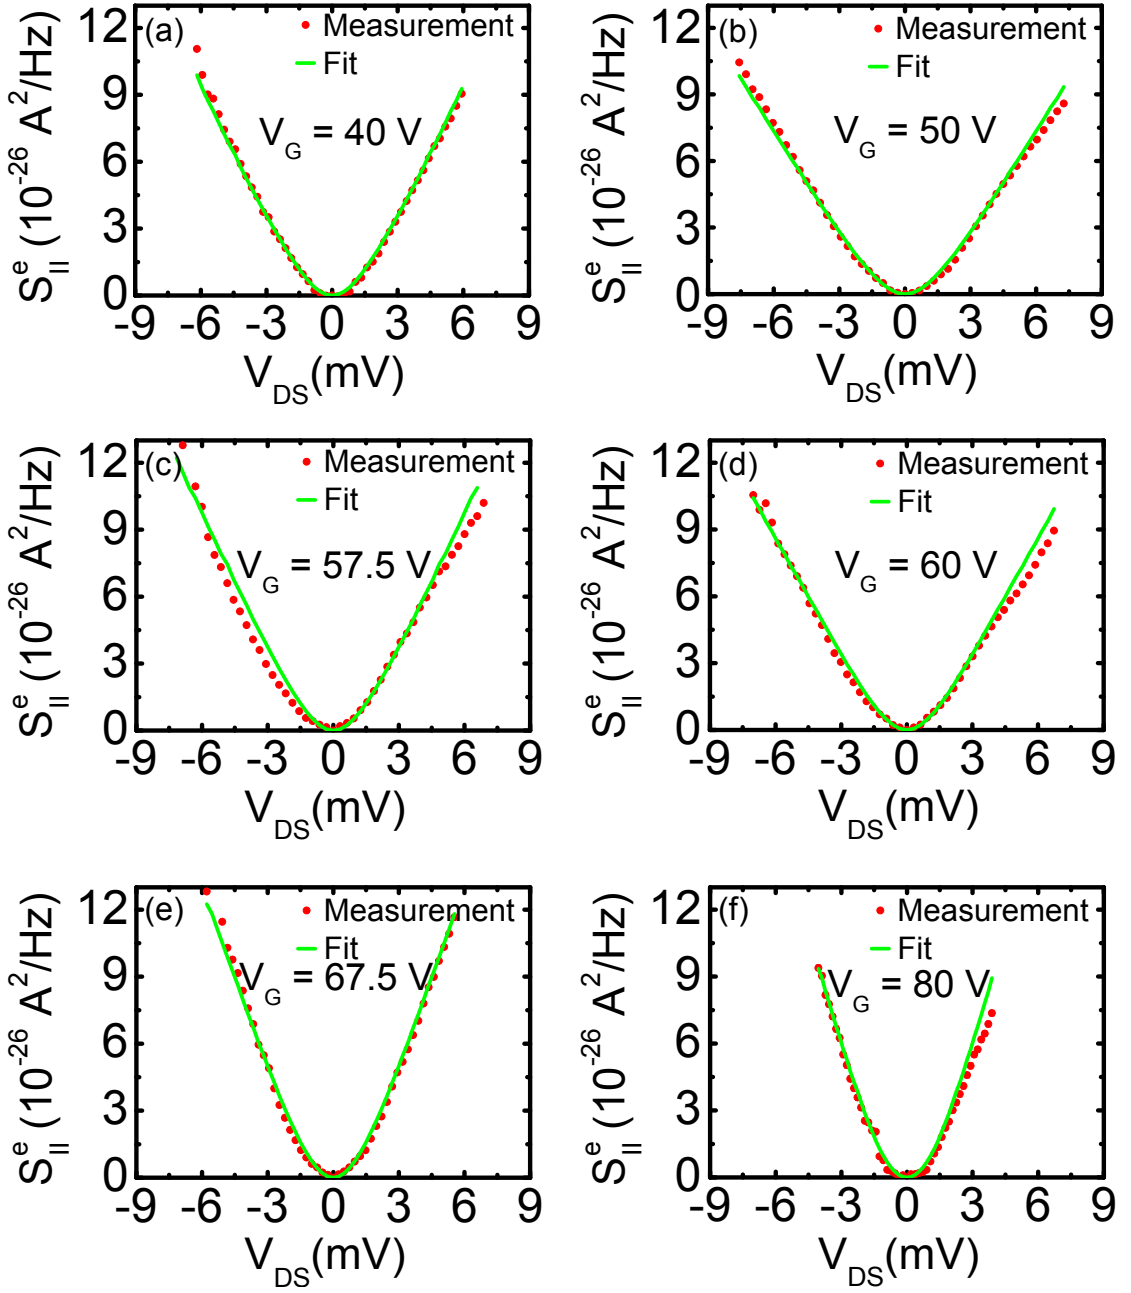 (a)
Measurement
Fit
V_G = 40 V
12
9
6
3
0
-9 -6 -3 0 3 6 9
V_DS(mV)
S_II^e (10^-26 A^2/Hz)
(b)
Measurement
Fit
V_G = 50 V
12
9
6
3
0
-9 -6 -3 0 3 6 9
V_DS(mV)
S_II^e (10^-26 A^2/Hz)
(c)
Measurement
Fit
V_G = 57.5 V
12
9
6
3
0
-9 -6 -3 0 3 6 9
V_DS(mV)
S_II^e (10^-26 A^2/Hz)
(d)
Measurement
Fit
V_G = 60 V
12
9
6
3
0
-9 -6 -3 0 3 6 9
V_DS(mV)
S_II^e (10^-26 A^2/Hz)
(e)
Measurement
Fit
V_G = 67.5 V
12
9
6
3
0
-9 -6 -3 0 3 6 9
V_DS(mV)
S_II^e (10^-26 A^2/Hz)
(f)
Measurement
Fit
V_G = 80 V
12
9
6
3
0
-9 -6 -3 0 3 6 9
V_DS(mV)
S_II^e (10^-26 A^2/Hz)